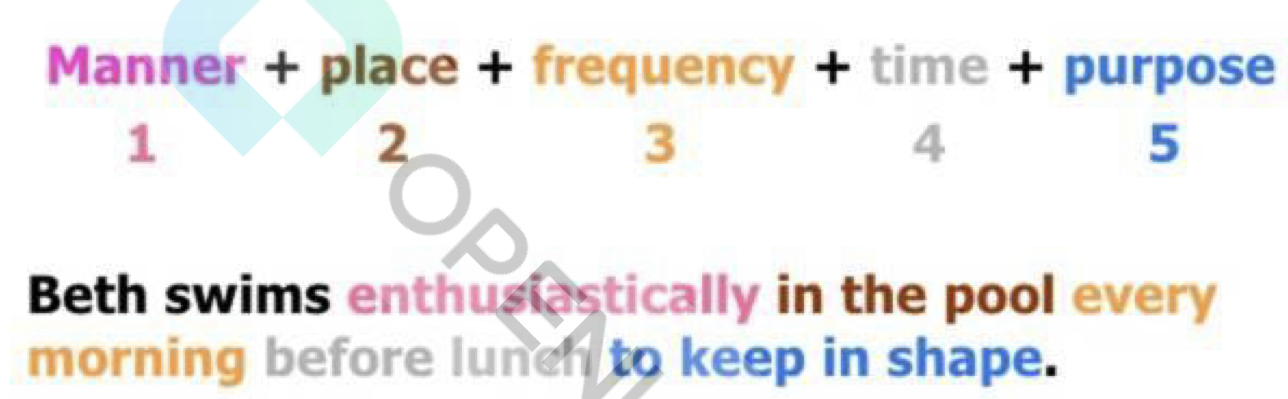 Manner + place + frequency + time + purpose
1 2 3 4 5
Beth swims enthusiastically in the pool every
morning before lunch to keep in shape.